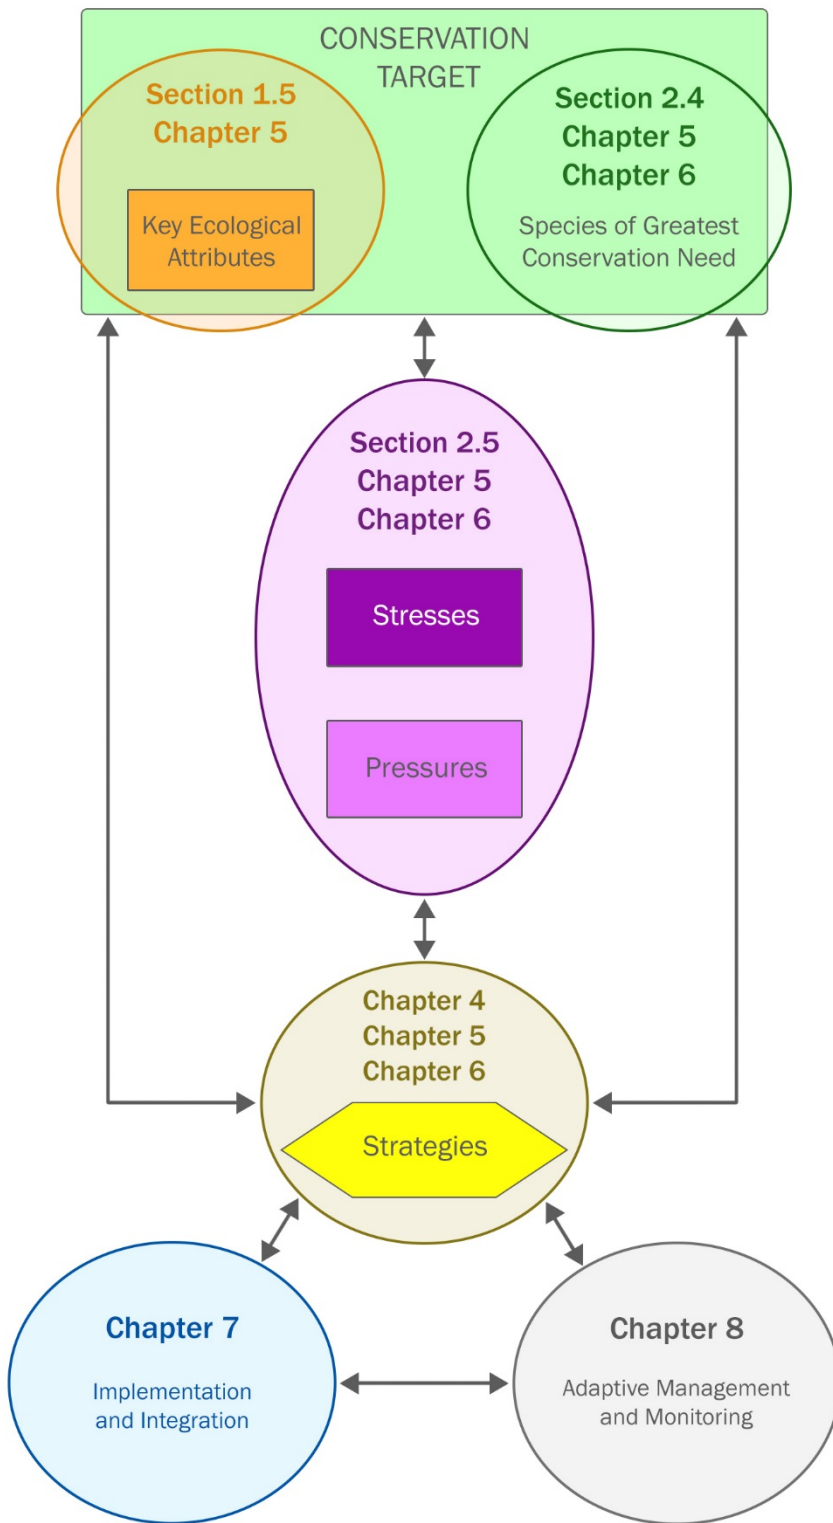 CONSERVATION
TARGET
Section 1.5
Chapter 5
Key Ecological
Attributes
Section 2.4
Chapter 5
Chapter 6
Species of Greatest
Conservation Need
Section 2.5
Chapter 5
Chapter 6
Stresses
Pressures
Chapter 4
Chapter 5
Chapter 6
Strategies
Chapter 7
Implementation
and Integration
Chapter 8
Adaptive Management
and Monitoring